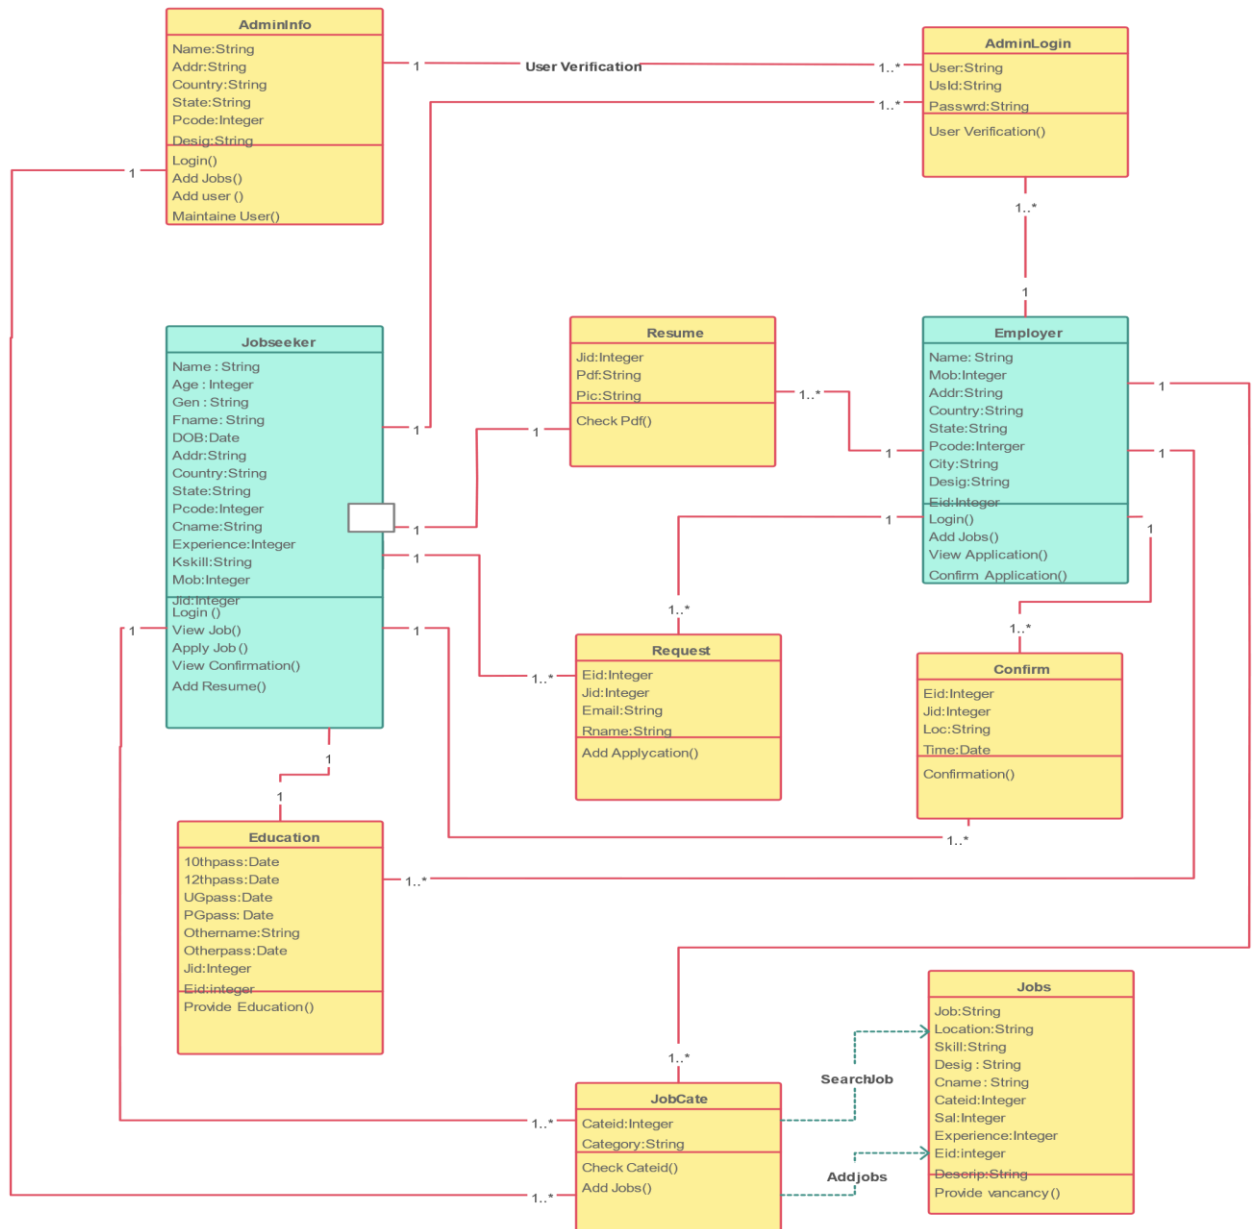 AdminInfo
Name:String
Addr:String
Country:String
State:String
Pcode:Integer
Desig:String
Login()
Add Jobs()
Add user ()
Maintaine User()
1
User Verification
1..*
1..*
1
AdminLogin
User:String
UsId:String
Passwrd:String
User Verification()
1..*
1
Jobseeker
Name : String
Age : Integer
Gen : String
Fname : String
DOB:Date
Addr:String
Country:String
State:String
Pcode:Integer
Cname:String
Experience:Integer
Kskill:String
Mob:Integer
Jid:Integer
Login ()
View Job()
Apply Job ()
View Confirmation()
Add Resume()
1
1
1
1
1
1
Resume
Jid:Integer
Pdf:String
Pic:String
Check Pdf()
1
1..*
1
Employer
Name: String
Mob:Integer
Addr:String
Country:String
State:String
Pcode:Interger
City:String
Desig:String
Eid:Integer
Login()
Add Jobs()
View Application()
Confirm Application()
1
1
1
1
1..*
1..*
Request
Eid:Integer
Jid:Integer
Email:String
Rname:String
Add Applycation()
1..*
Confirm
Eid:Integer
Jid:Integer
Loc:String
Time:Date
Confirmation()
1..*
1
Education
10thpass:Date
12thpass:Date
UGpass:Date
PGpass: Date
Othername:String
Otherpass:Date
Jid:Integer
Eid:integer
Provide Education()
1..*
1..*
JobCate
Cateid:Integer
Category:String
Check Cateid()
Add Jobs()
1..*
1..*
SearchJob
Addjobs
Jobs
Job:String
Location:String
Skill:String
Desig : String
Cname : String
Cateid:Integer
Sal:Integer
Experience:Integer
Eid:integer
Descrip:String
Provide vancancy()